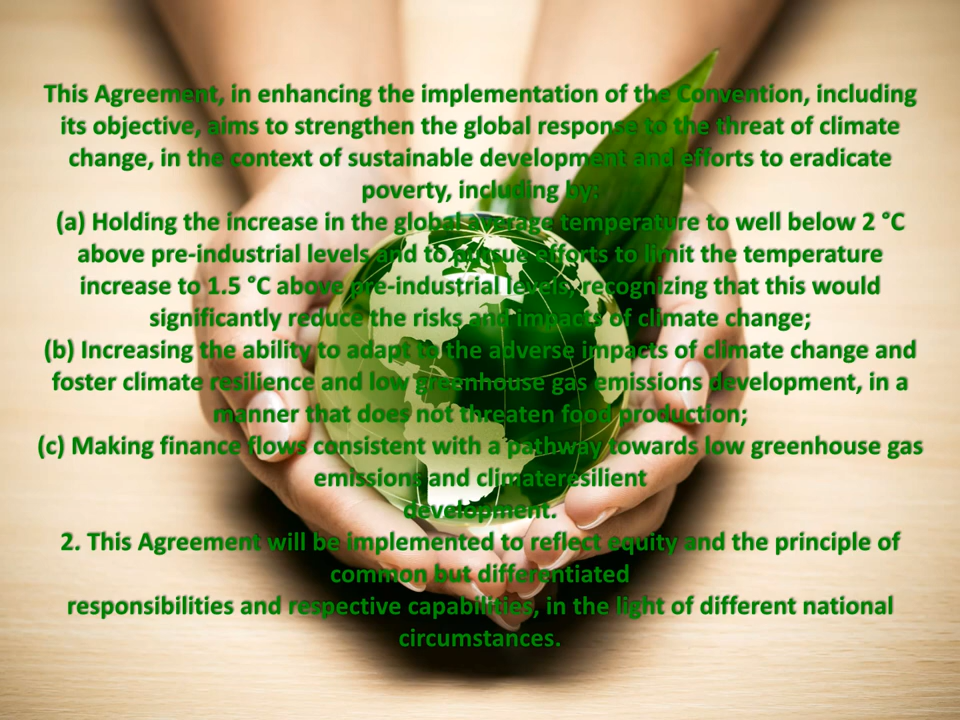 This Agreement, in enhancing the implementation of the Convention, including
its objective, aims to strengthen the global response to the threat of climate
change, in the context of sustainable development and efforts to eradicate
poverty, including by:
(a) Holding the increase in the global average temperature to well below 2 °C
above pre-industrial levels and to pursue efforts to limit the temperature
increase to 1.5 °C above pre-industrial levels, recognizing that this would
significantly reduce the risks and impacts of climate change;
(b) Increasing the ability to adapt to the adverse impacts of climate change and
foster climate resilience and low greenhouse gas emissions development, in a
manner that does not threaten food production;
(c) Making finance flows consistent with a pathway towards low greenhouse gas
emissions and climateresilient
development.
2. This Agreement will be implemented to reflect equity and the principle of
common but differentiated
responsibilities and respective capabilities, in the light of different national
circumstances.